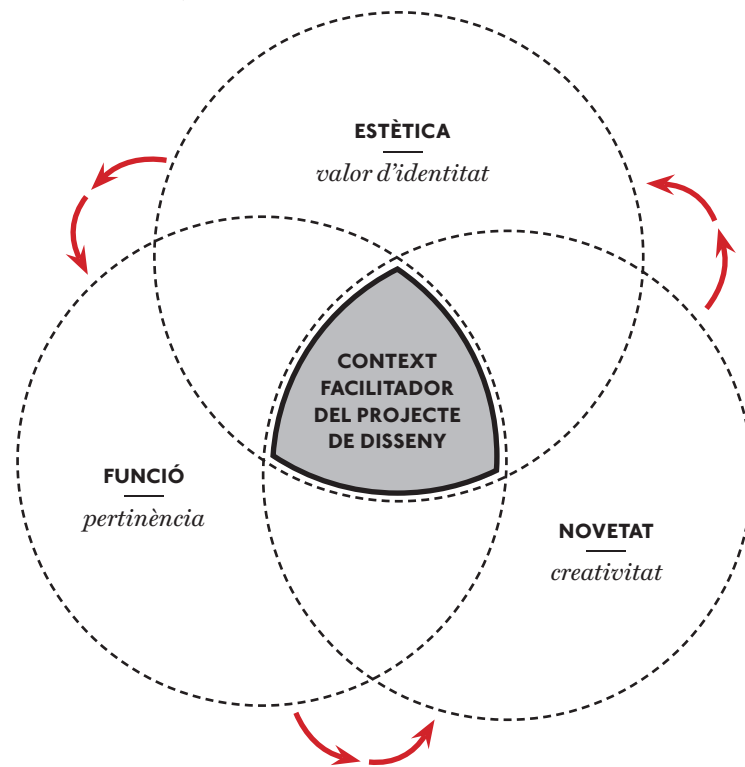 ESTÈTICA
valor d’identitat
CONTEXT
FACILITADOR
DEL PROJECTE
DE DISSENY
FUNCIÓ
pertinència
NOVETAT
creativitat